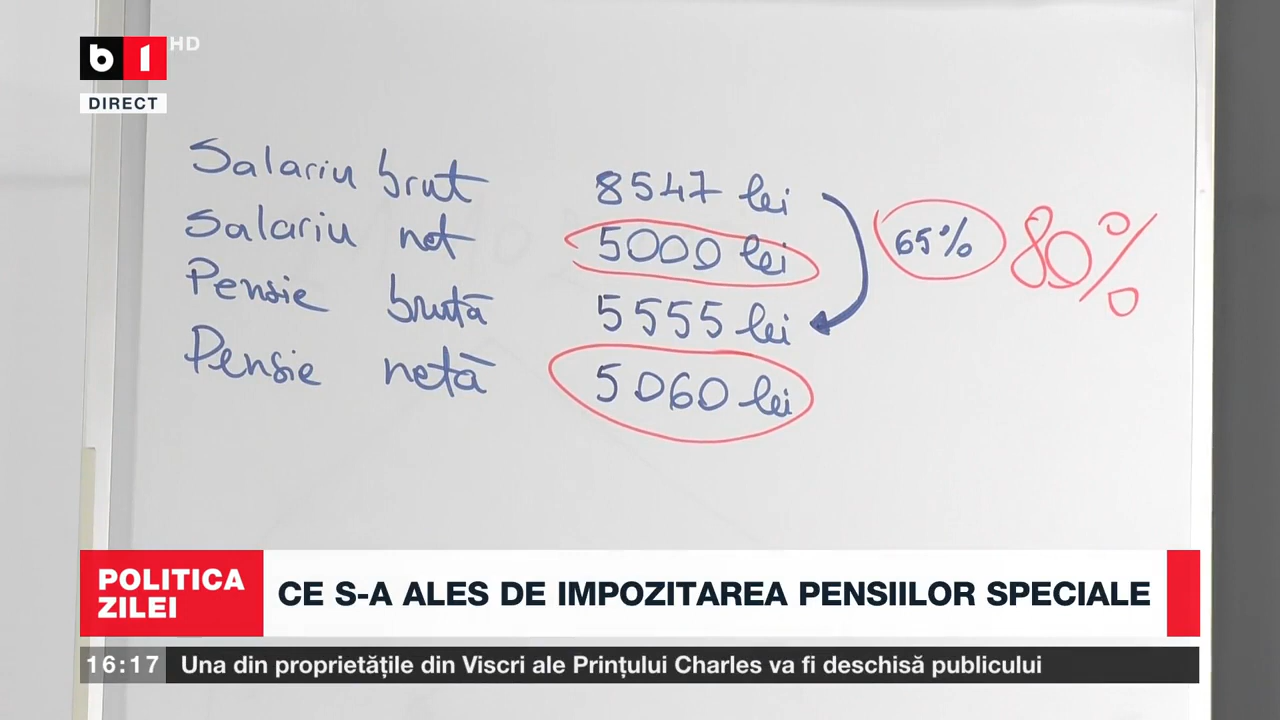 b 1 HD
DIRECT
Salariu brut 8547 lei
Salariu net 5000 lei 65% 80%
Pensie brută 5555 lei
Pensie netă 5060 lei
POLITICA ZILEI
CE S-A ALES DE IMPOZITAREA PENSIILOR SPECIALE
16:17 Una din proprietățile din Viscri ale Prințului Charles va fi deschisă publicului